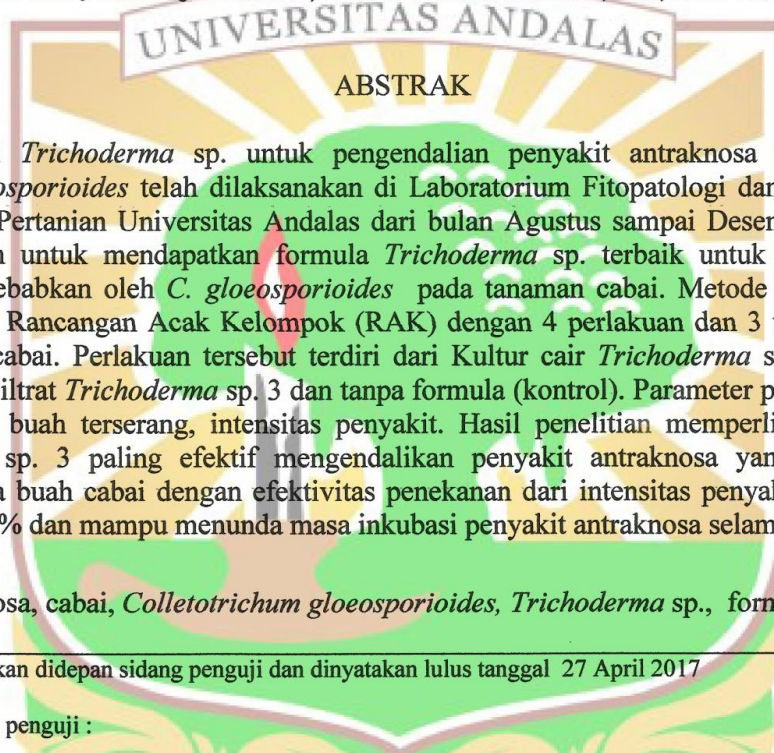 UNIVERSITAS ANDALAS
ABSTRAK
Trichoderma sp. untuk pengendalian penyakit antraknosa
osporioides telah dilaksanakan di Laboratorium Fitopatologi dan
Pertanian Universitas Andalas dari bulan Agustus sampai Desem
n untuk mendapatkan formula Trichoderma sp. terbaik untuk
ebabkan oleh C. gloeosporioides pada tanaman cabai. Metode
Rancangan Acak Kelompok (RAK) dengan 4 perlakuan dan 3
cabai. Perlakuan tersebut terdiri dari Kultur cair Trichoderma s
iltrat Trichoderma sp. 3 dan tanpa formula (kontrol). Parameter p
buah terserang, intensitas penyakit. Hasil penelitian memperli
sp. 3 paling efektif mengendalikan penyakit antraknosa yan
a buah cabai dengan efektivitas penekanan dari intensitas penyak
% dan mampu menunda masa inkubasi penyakit antraknosa selam
osa, cabai, Colletotrichum gloeosporioides, Trichoderma sp., form
kan didepan sidang penguji dan dinyatakan lulus tanggal 27 April 2017
penguji :